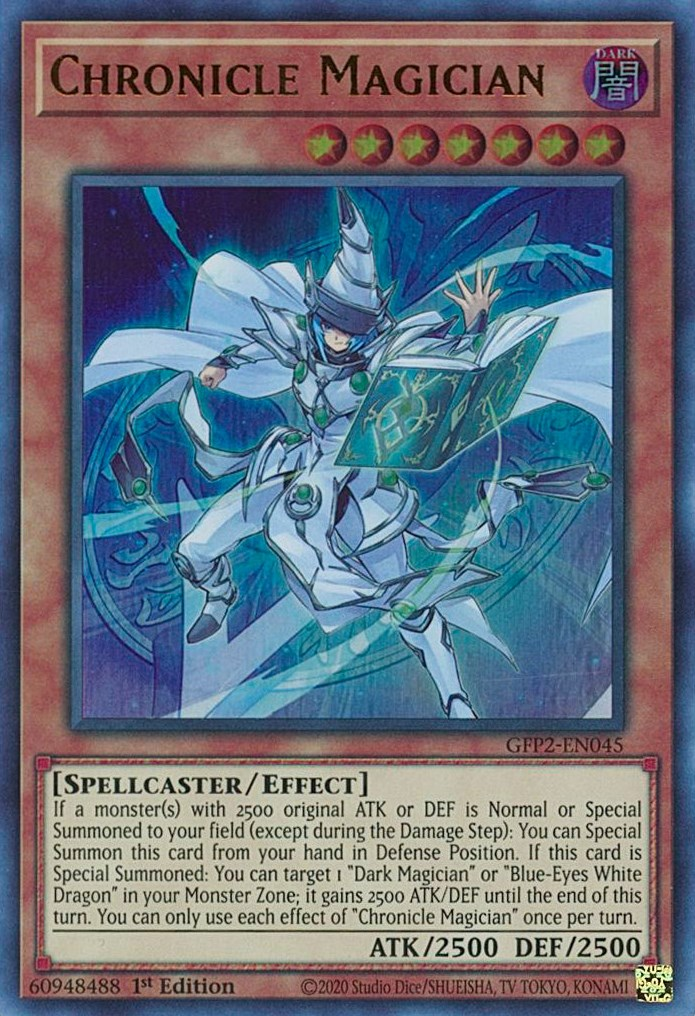 CHRONICLE MAGICIAN
DARK
闇
GFP2-EN045
[SPELLCASTER/EFFECT]
If a monster(s) with 2500 original ATK or DEF is Normal or Special
Summoned to your field (except during the Damage Step): You can Special
Summon this card from your hand in Defense Position. If this card is
Special Summoned: You can target 1 "Dark Magician" or "Blue-Eyes White
Dragon" in your Monster Zone; it gains 2500 ATK/DEF until the end of this
turn. You can only use each effect of "Chronicle Magician" once per turn.
ATK/2500 DEF/2500
60948488 1st Edition ©2020 Studio Dice/SHUEISHA, TV TOKYO, KONAMI